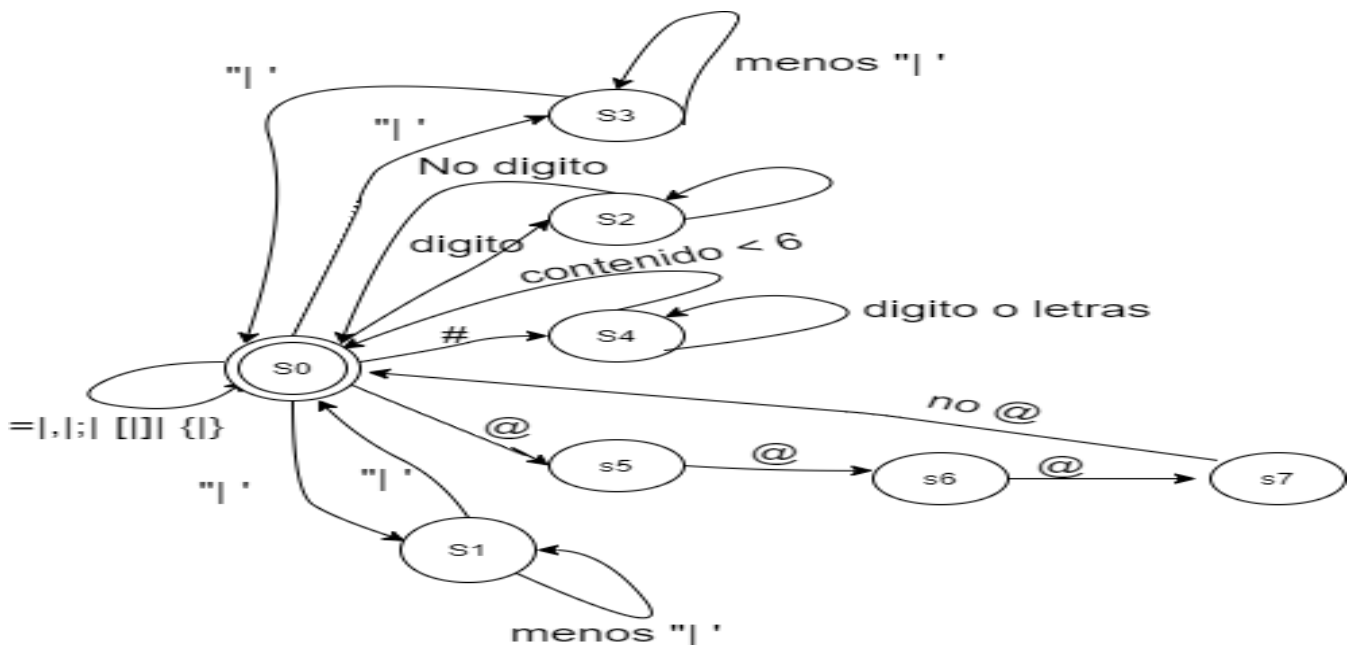 "| '
menos "| '
"| '
S3
No digito
S2
digito
contenido < 6
digito o letras
#
S4
S0
no @
=|,|;| [|]| {|}
@
s5
@
s6
@
s7
"| '
"| '
S1
menos "| '